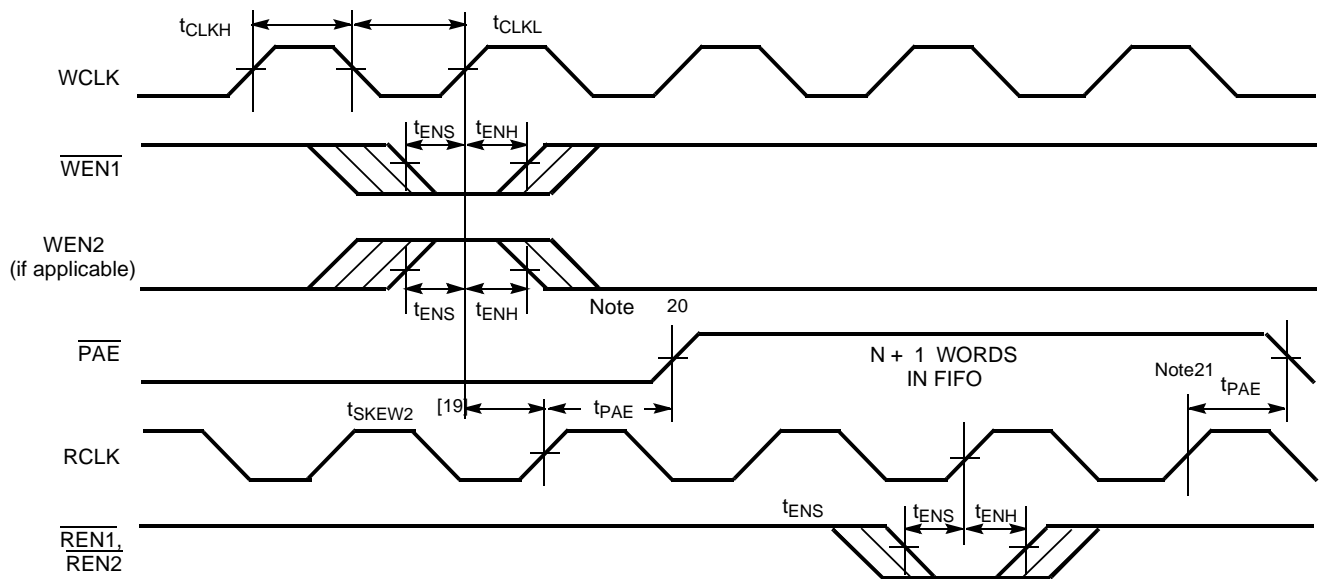 tCLKH
tCLKL
WCLK
tENS
tENH
WEN1
WEN2
(if applicable)
tENS
tENH
Note 20
PAE
N + 1 WORDS
IN FIFO
Note21
tPAE
tSKEW2
[19]
tPAE
RCLK
tENS
tENS
tENH
REN1,
REN2